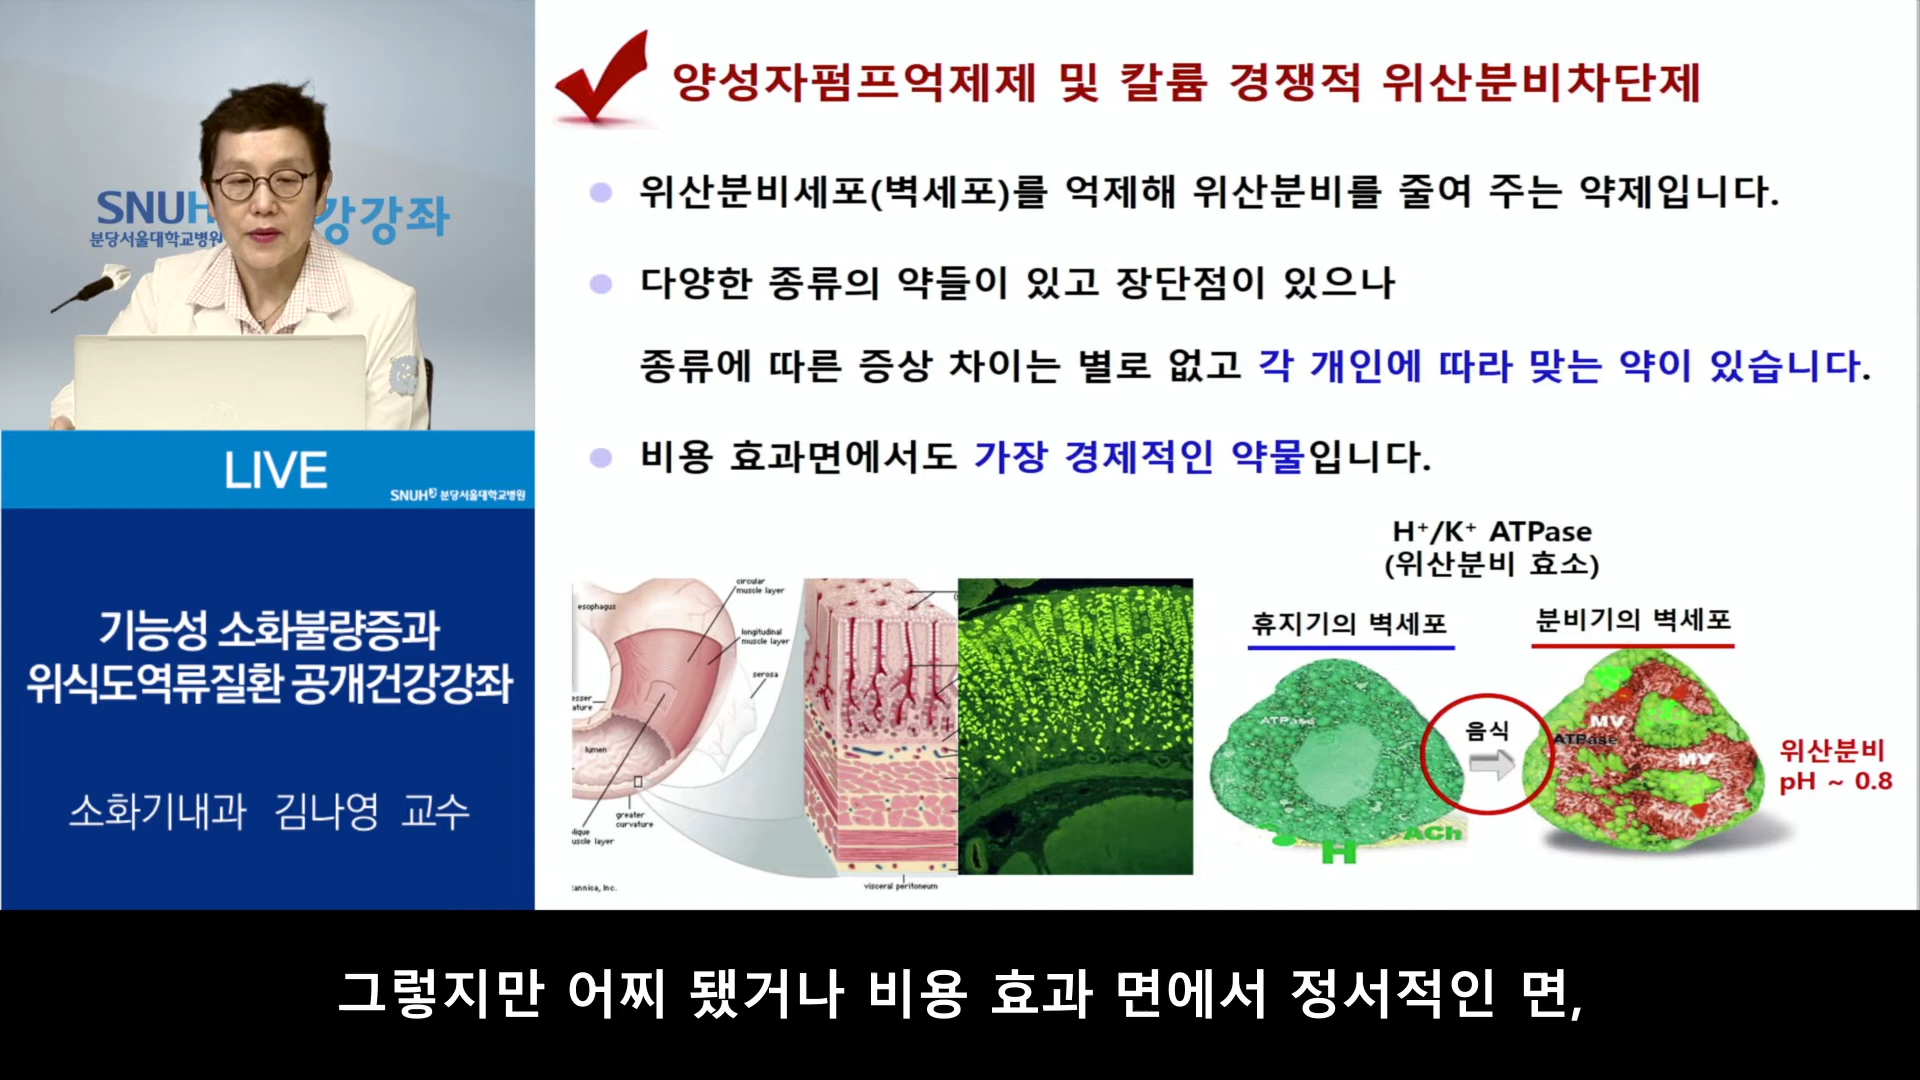 SNUH
분당서울대학교병원
강강좌
LIVE
SNUH 분당서울대학교병원
기능성 소화불량증과
위식도역류질환 공개건강강좌
소화기내과 김나영 교수
양성자펌프억제제 및 칼륨 경쟁적 위산분비차단제
위산분비세포(벽세포)를 억제해 위산분비를 줄여 주는 약제입니다.
다양한 종류의 약들이 있고 장단점이 있으나
종류에 따른 증상 차이는 별로 없고 각 개인에 따라 맞는 약이 있습니다.
비용 효과면에서도 가장 경제적인 약물입니다.
circular
muscle layer
esophagus
longitudinal
muscle layer
serosa
esser
ature
lumen
greater
curvature
lique
uscle layer
annica, Inc.
visceral peritoneum
H⁺/K⁺ ATPase
(위산분비 효소)
휴지기의 벽세포
분비기의 벽세포
ATPase
음식
MV
ATPase
MV
위산분비
pH ~ 0.8
H
ACh
그렇지만 어찌 됐거나 비용 효과 면에서 정서적인 면,